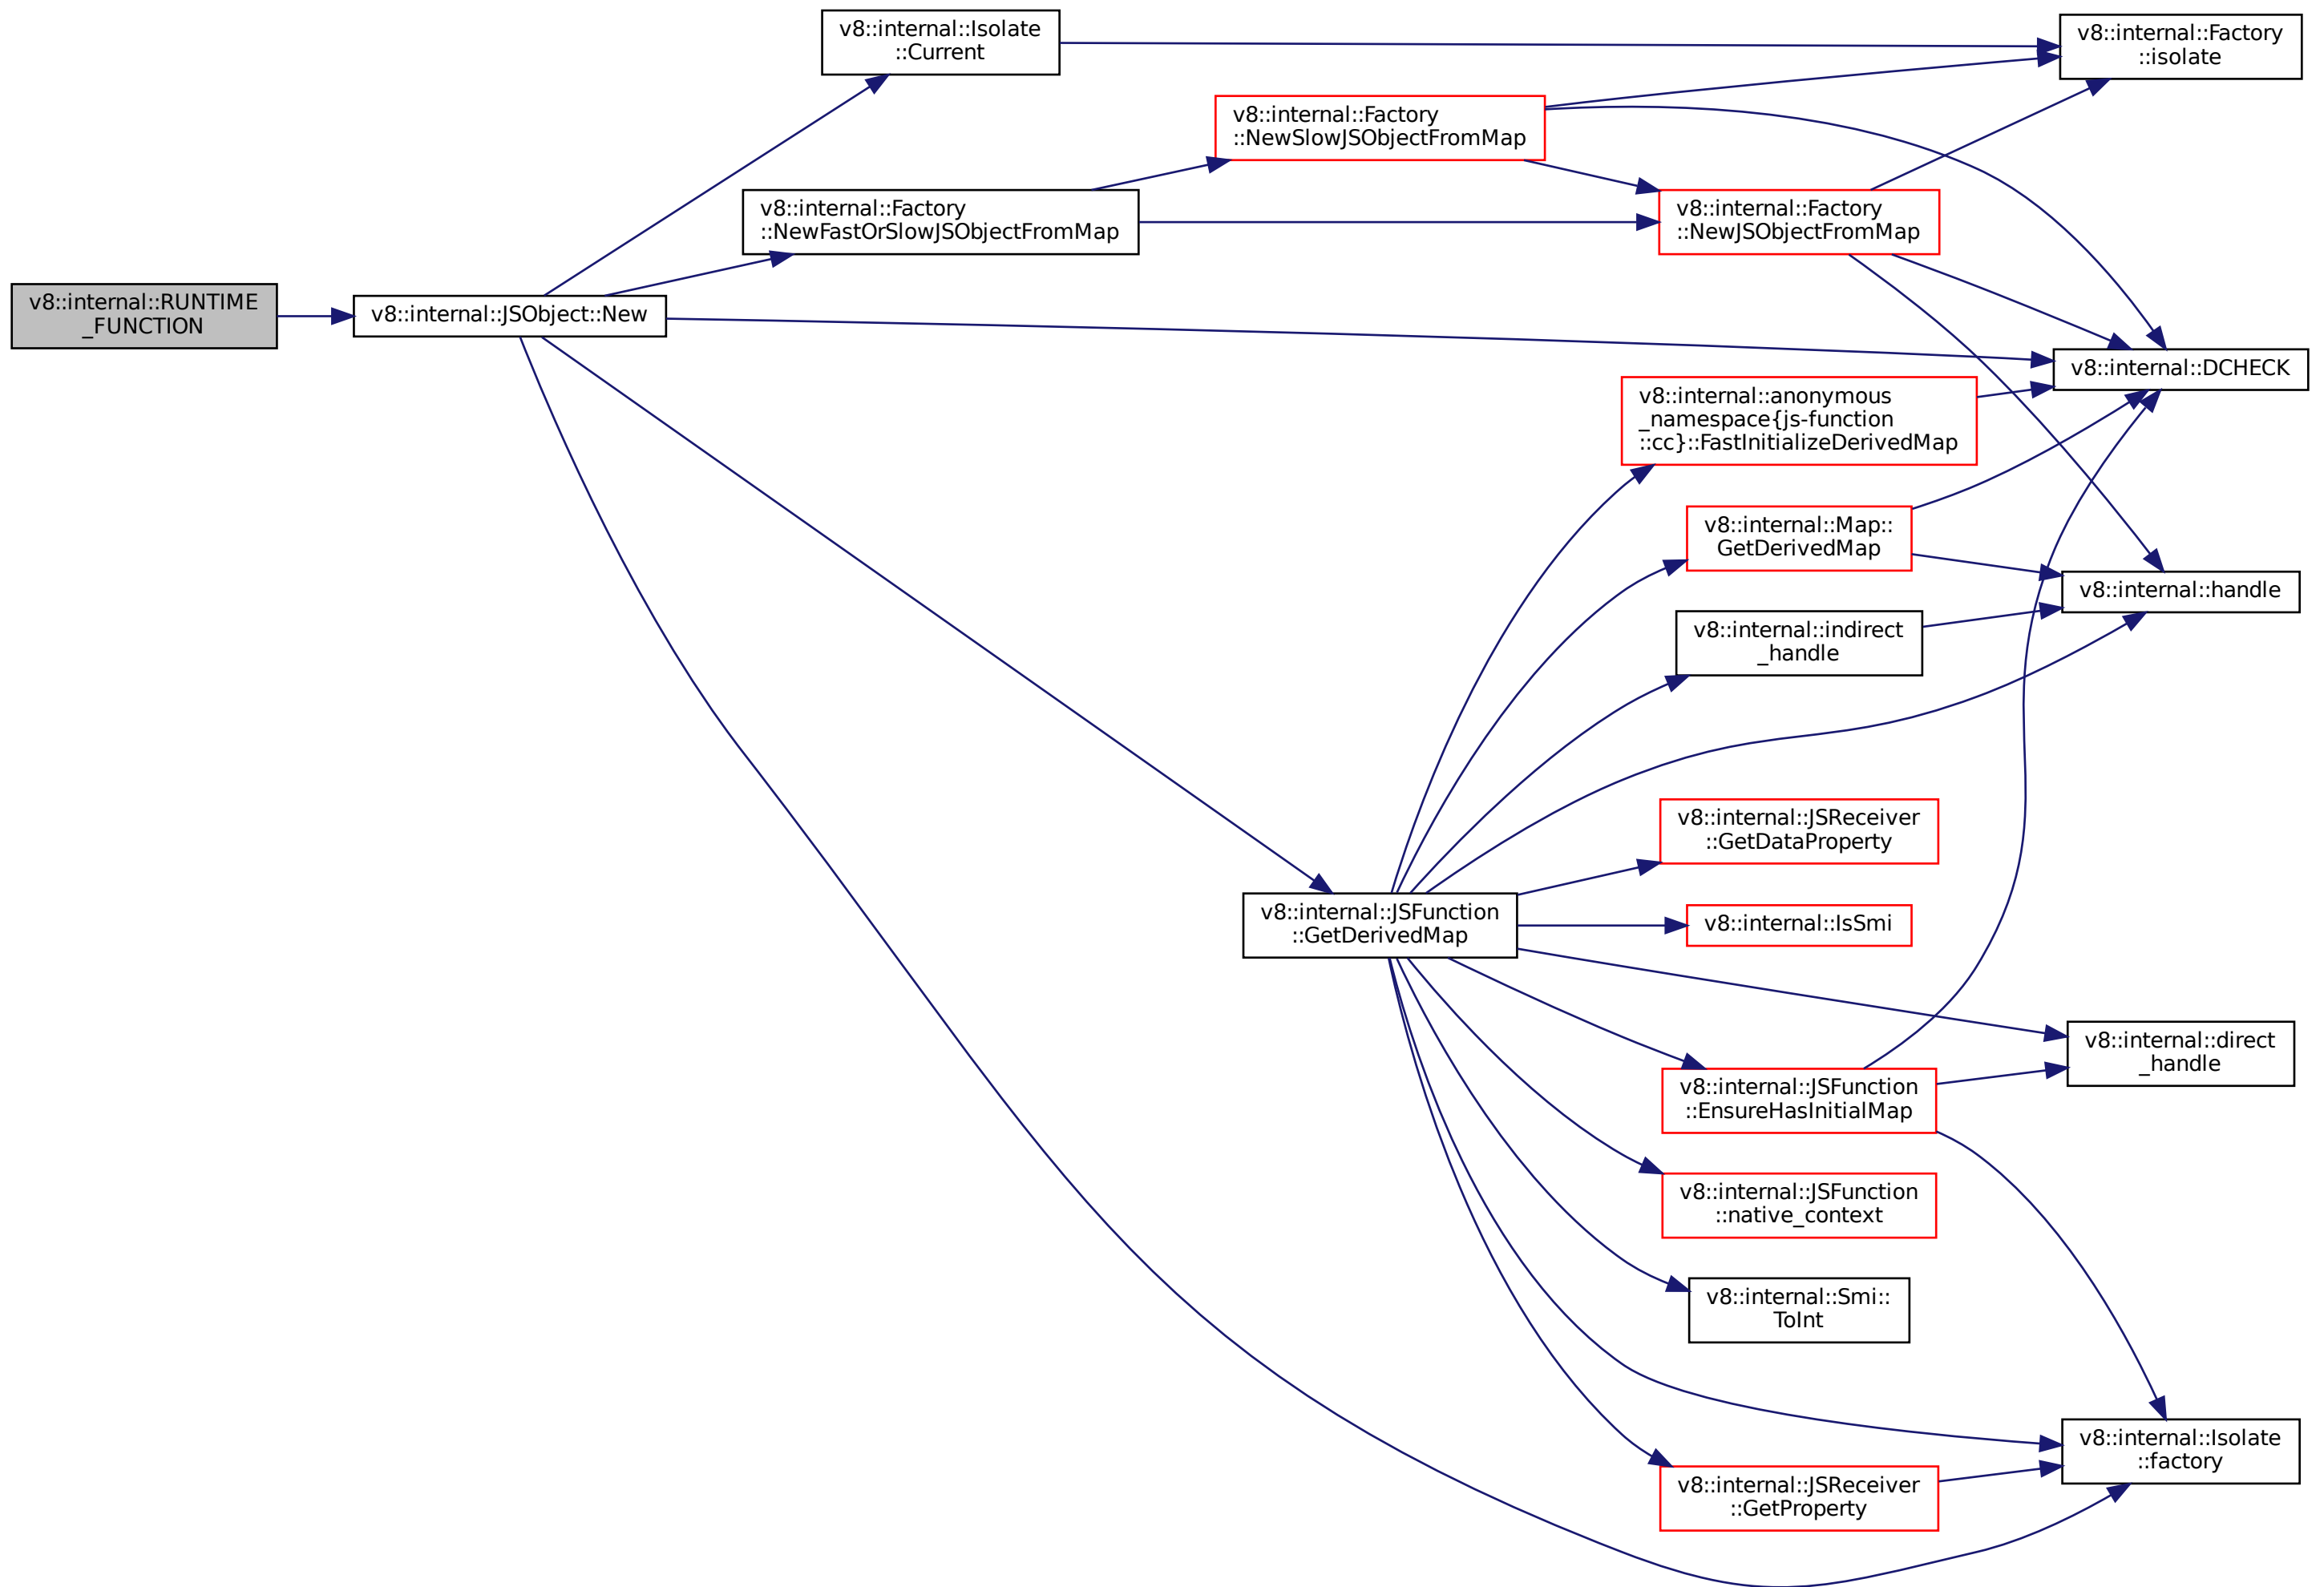 v8::internal::Isolate
::Current
v8::internal::Factory
::isolate
v8::internal::Factory
::NewSlowJSObjectFromMap
v8::internal::Factory
::NewFastOrSlowJSObjectFromMap
v8::internal::Factory
::NewJSObjectFromMap
v8::internal::RUNTIME
_FUNCTION
v8::internal::JSObject::New
v8::internal::DCHECK
v8::internal::anonymous
_namespace{js-function
::cc}::FastInitializeDerivedMap
v8::internal::Map::
GetDerivedMap
v8::internal::handle
v8::internal::indirect
_handle
v8::internal::JSReceiver
::GetDataProperty
v8::internal::JSFunction
::GetDerivedMap
v8::internal::IsSmi
v8::internal::direct
_handle
v8::internal::JSFunction
::EnsureHasInitialMap
v8::internal::JSFunction
::native_context
v8::internal::Smi::
ToInt
v8::internal::Isolate
::factory
v8::internal::JSReceiver
::GetProperty